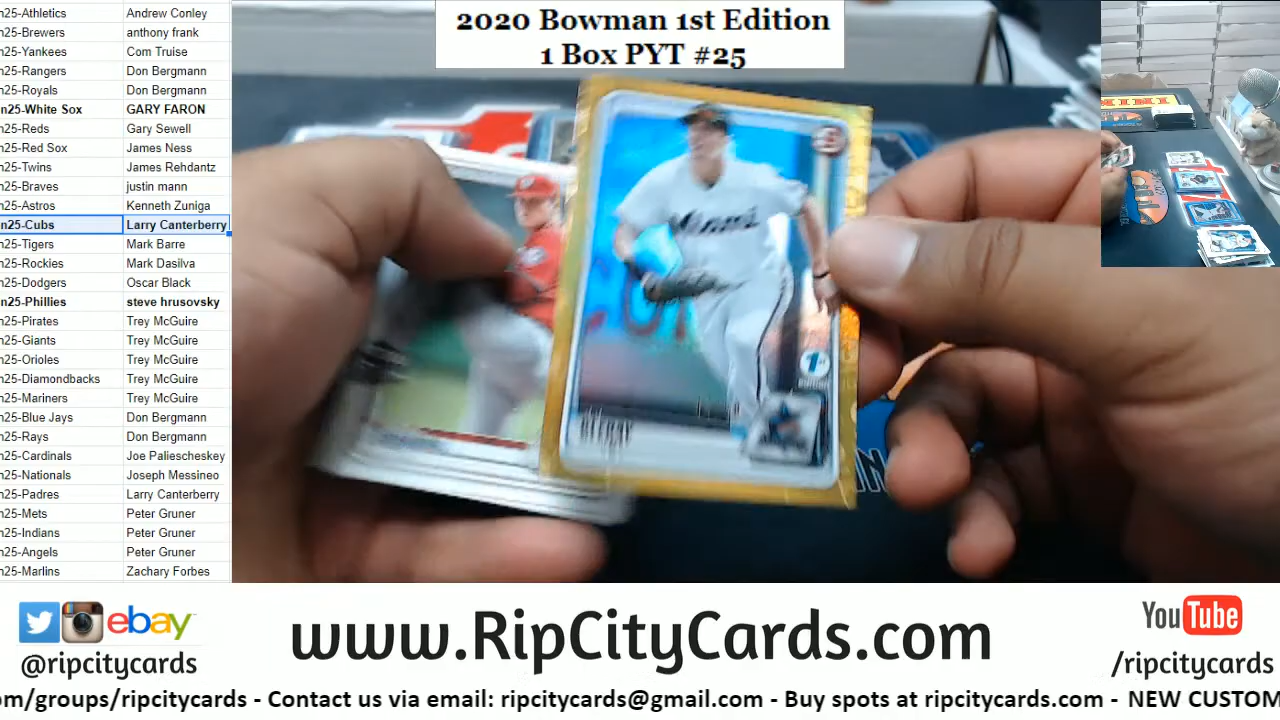 2020 Bowman 1st Edition
1 Box PYT #25
n25-Athletics Andrew Conley
n25-Brewers anthony frank
n25-Yankees Com Truise
n25-Rangers Don Bergmann
n25-Royals Don Bergmann
n25-White Sox GARY FARON
n25-Reds Gary Sewell
n25-Red Sox James Ness
n25-Twins James Rehdantz
n25-Braves justin mann
n25-Astros Kenneth Zuniga
n25-Cubs Larry Canterberry
n25-Tigers Mark Barre
n25-Rockies Mark Dasilva
n25-Dodgers Oscar Black
n25-Phillies steve hrusovsky
n25-Pirates Trey McGuire
n25-Giants Trey McGuire
n25-Orioles Trey McGuire
n25-Diamondbacks Trey McGuire
n25-Mariners Trey McGuire
n25-Blue Jays Don Bergmann
n25-Rays Don Bergmann
n25-Cardinals Joe Paliescheskey
n25-Nationals Joseph Messineo
n25-Padres Larry Canterberry
n25-Mets Peter Gruner
n25-Indians Peter Gruner
n25-Angels Peter Gruner
n25-Marlins Zachary Forbes
Miami
1st
ebay
@ripcitycards
www.RipCityCards.com
YouTube
/ripcitycards
om/groups/ripcitycards - Contact us via email: ripcitycards@gmail.com - Buy spots at ripcitycards.com - NEW CUSTOM